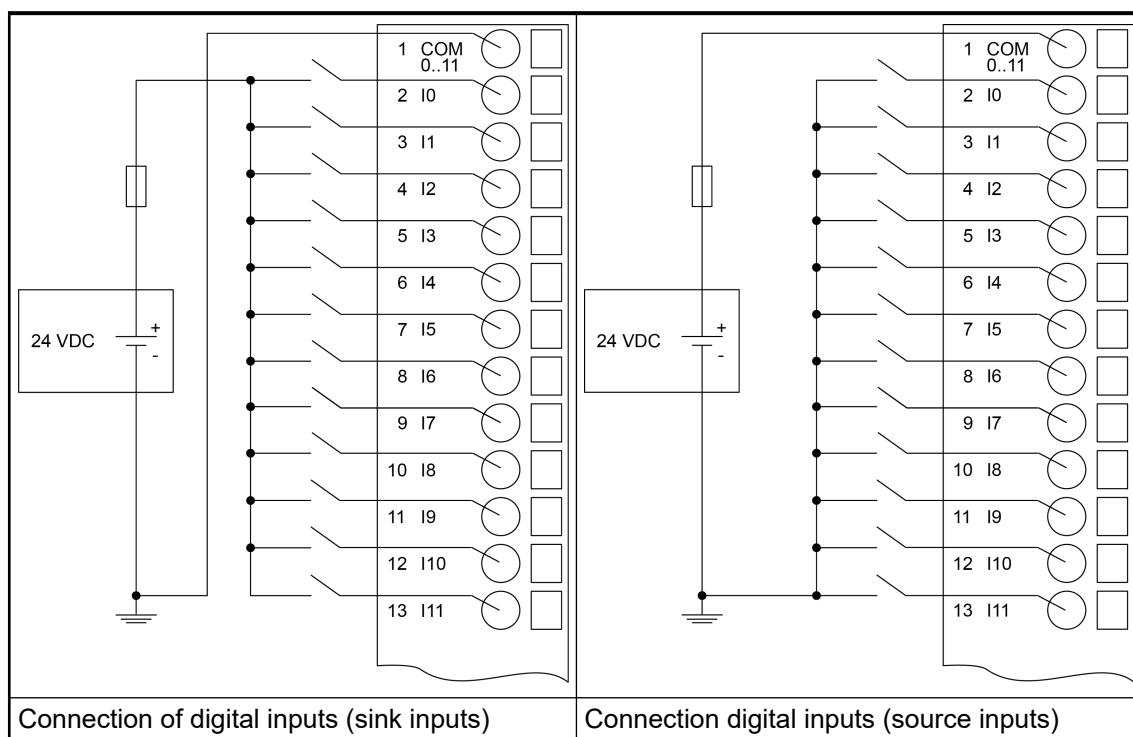 1 COM
0..11
2 I0
3 I1
4 I2
5 I3
6 I4
7 I5
8 I6
9 I7
10 I8
11 I9
12 I10
13 I11
24 VDC
+
-
Connection of digital inputs (sink inputs)
1 COM
0..11
2 I0
3 I1
4 I2
5 I3
6 I4
7 I5
8 I6
9 I7
10 I8
11 I9
12 I10
13 I11
24 VDC
+
-
Connection digital inputs (source inputs)